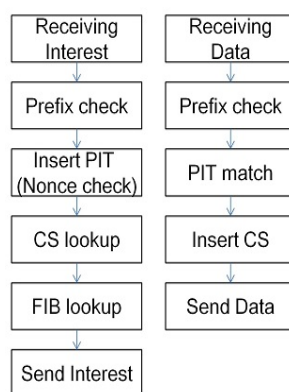 Receiving
Interest
Prefix check
Insert PIT
(Nonce check)
CS lookup
FIB lookup
Send Interest
Receiving
Data
Prefix check
PIT match
Insert CS
Send Data